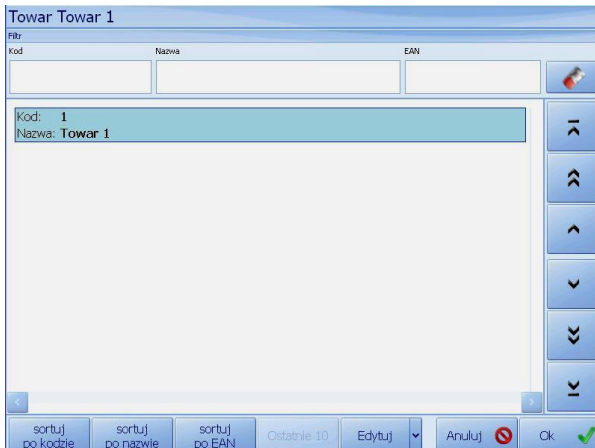 Towar Towar 1
Filtr
Kod Nazwa EAN
Kod: 1
Nazwa: Towar 1
sortuj po kodzie
sortuj po nazwie
sortuj po EAN
Ostatnie 10
Edytuj
Anuluj
Ok